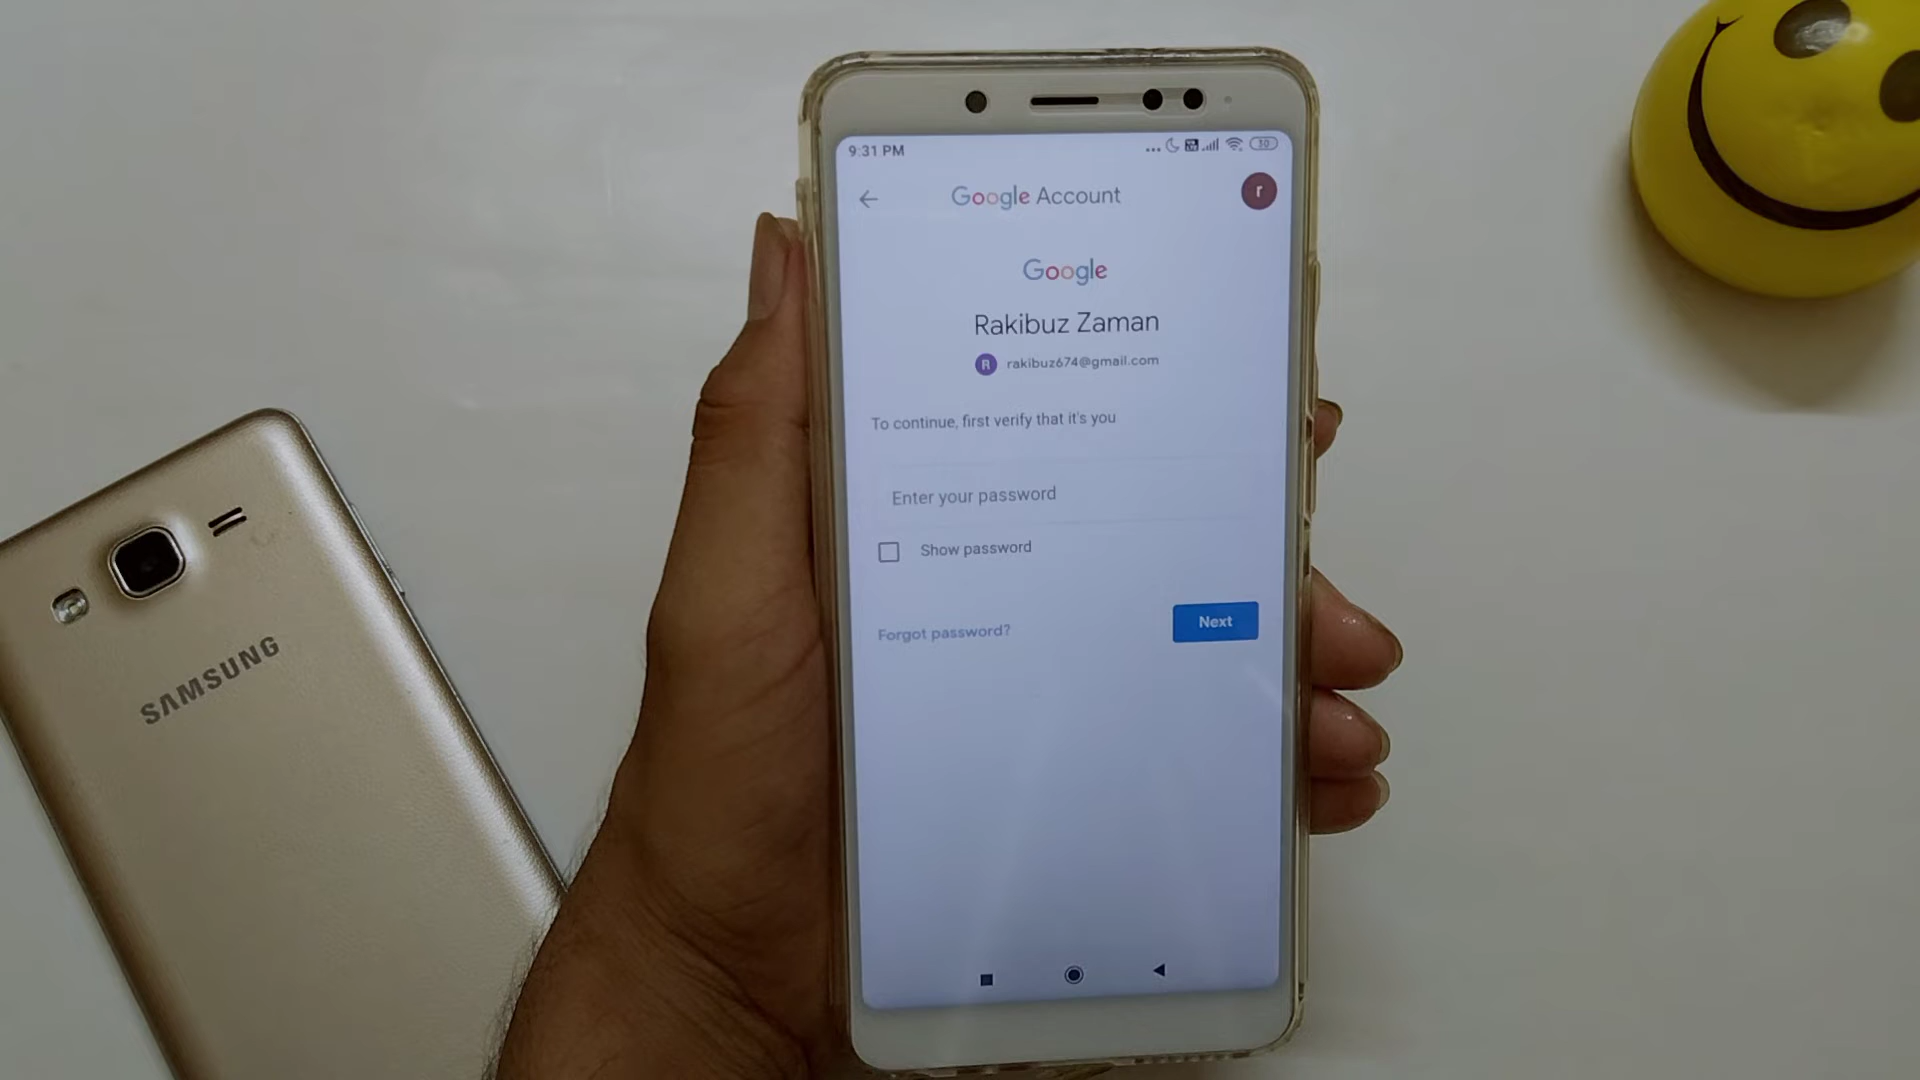 9:31 PM
30
Google Account
r
Google
Rakibuz Zaman
R rakibuz674@gmail.com
To continue, first verify that it's you
Enter your password
Show password
Forgot password?
Next
SAMSUNG